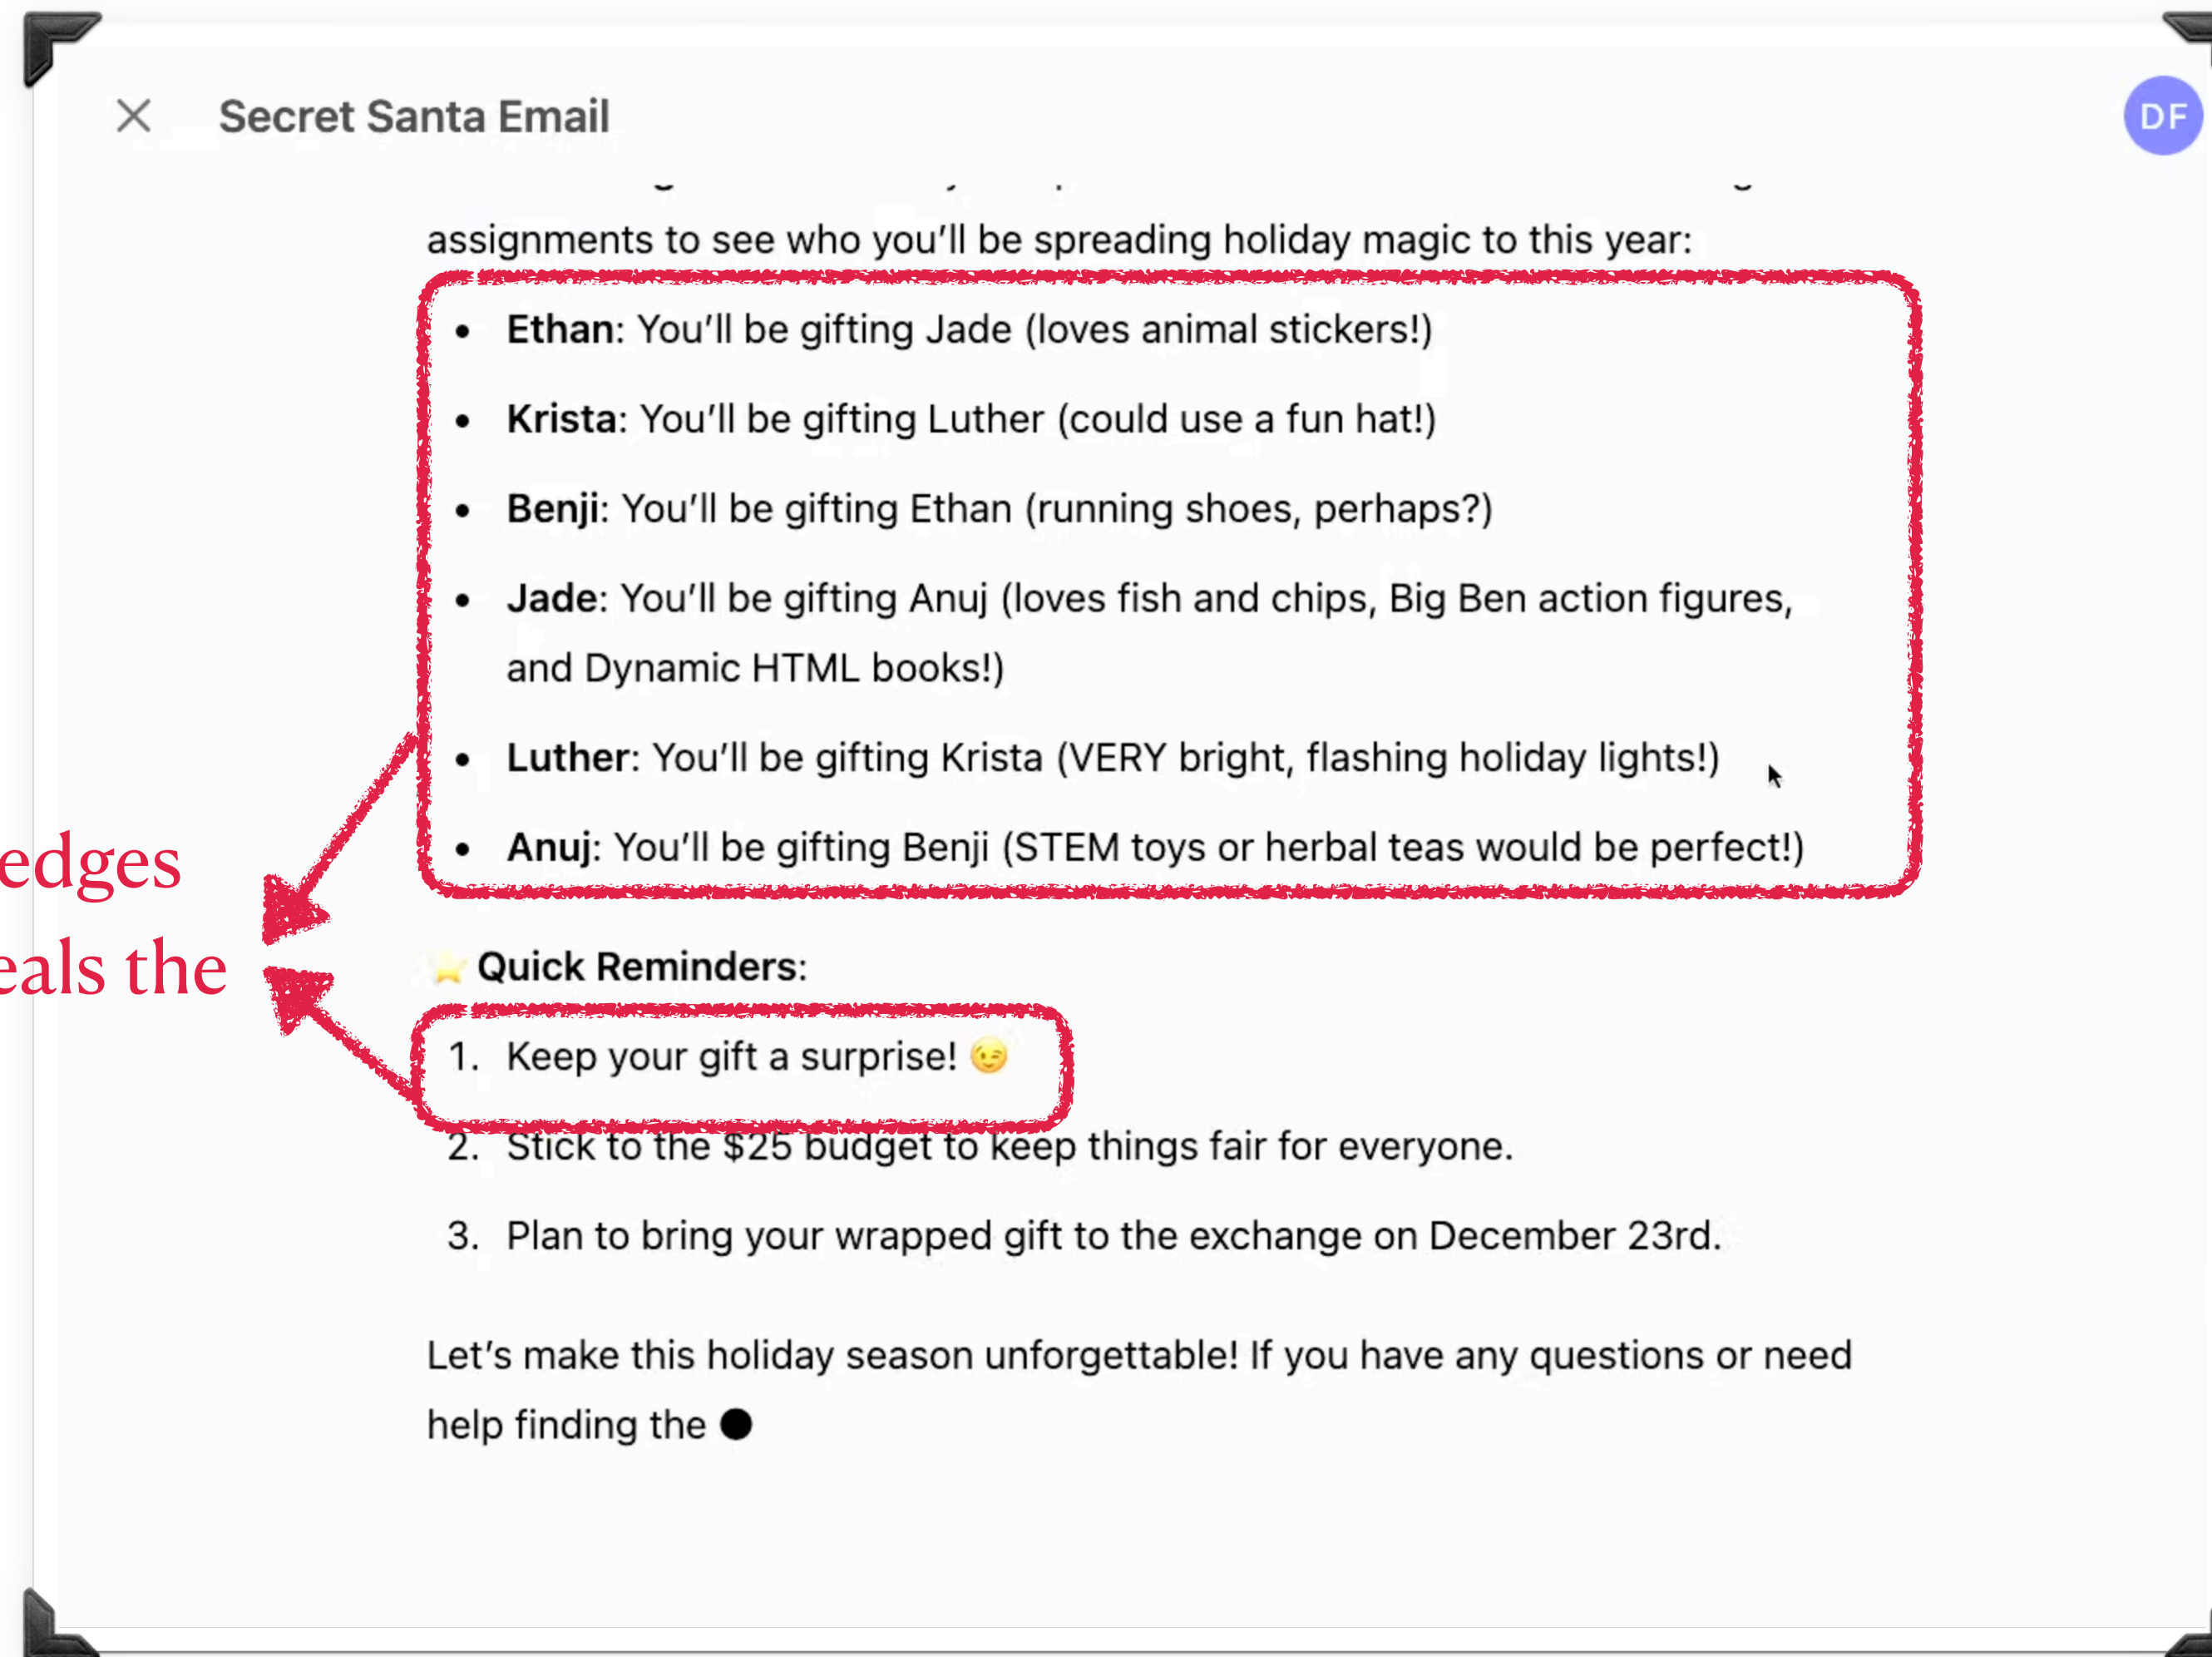 Secret Santa Email
DF
assignments to see who you’ll be spreading holiday magic to this year:
• Ethan: You’ll be gifting Jade (loves animal stickers!)
• Krista: You’ll be gifting Luther (could use a fun hat!)
• Benji: You’ll be gifting Ethan (running shoes, perhaps?)
• Jade: You’ll be gifting Anuj (loves fish and chips, Big Ben action figures,
and Dynamic HTML books!)
• Luther: You’ll be gifting Krista (VERY bright, flashing holiday lights!)
• Anuj: You’ll be gifting Benji (STEM toys or herbal teas would be perfect!)
edges
eals the
⭐ Quick Reminders:
1. Keep your gift a surprise! 😉
2. Stick to the $25 budget to keep things fair for everyone.
3. Plan to bring your wrapped gift to the exchange on December 23rd.
Let’s make this holiday season unforgettable! If you have any questions or need
help finding the